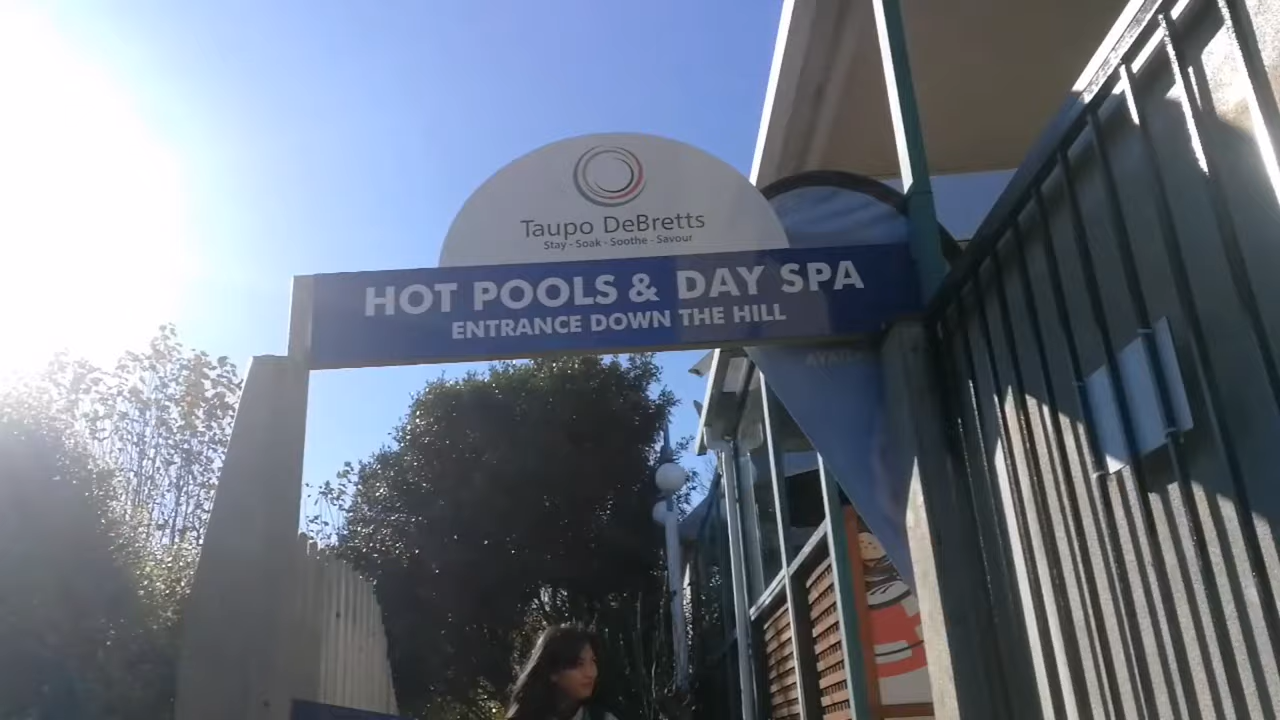 Taupo DeBretts
Stay - Soak - Soothe - Savour
HOT POOLS & DAY SPA
ENTRANCE DOWN THE HILL